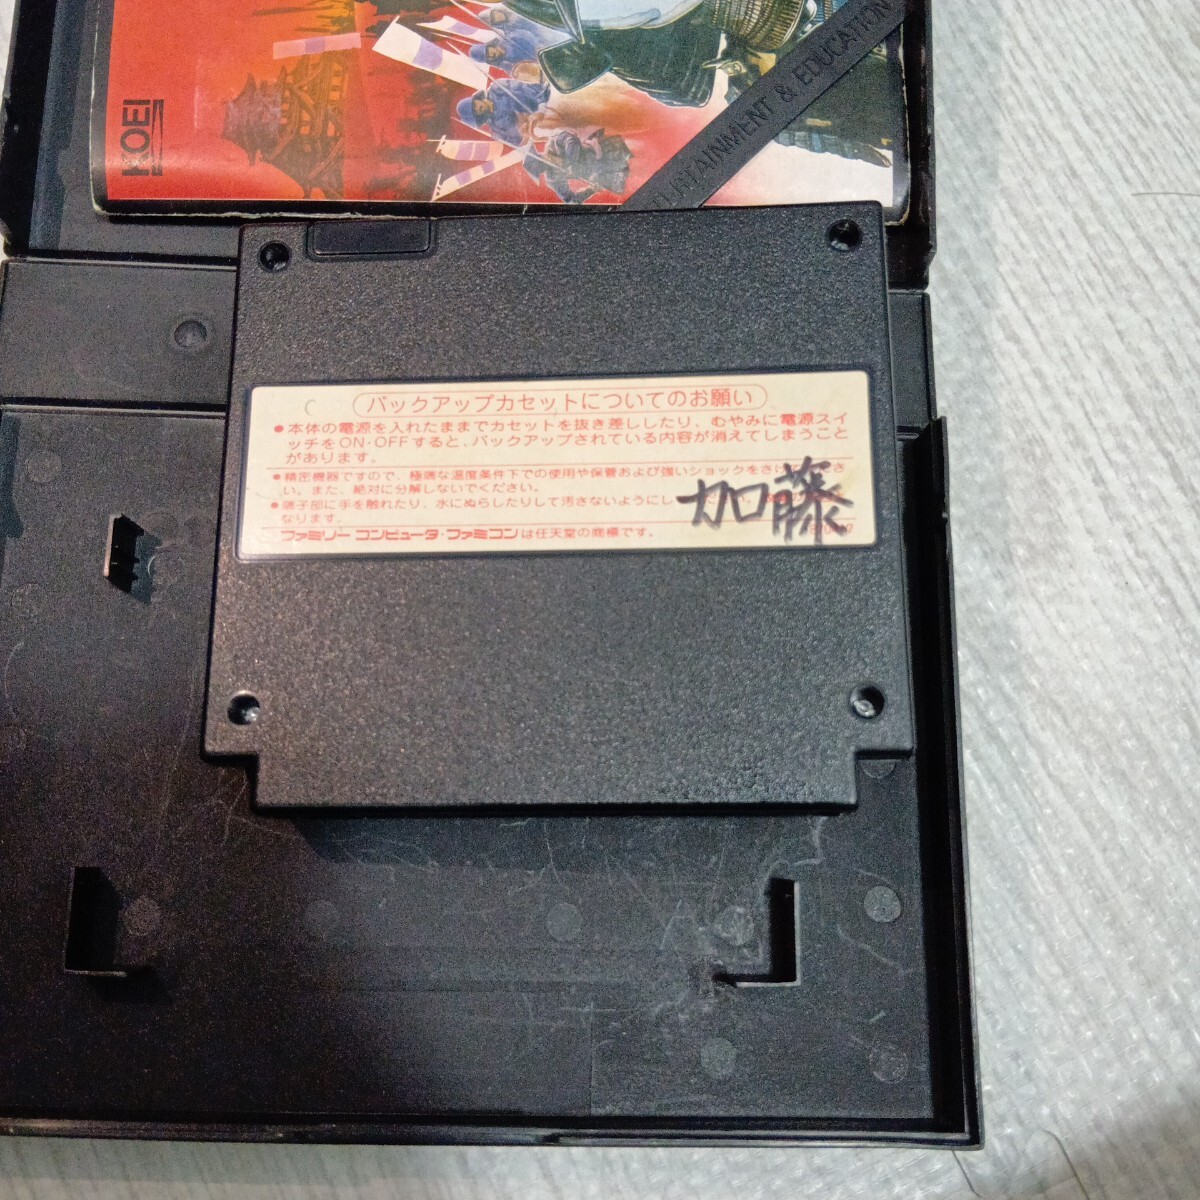 KOEI
ENTERTAINMENT & EDUCATION
バックアップカセットについてのお願い
●本体の電源を入れたままでカセットを抜き差ししたり、むやみに電源スイ
ッチをON・OFFすると、バックアップされている内容が消えてしまうこと
があります。
●精密機器ですので、極端な温度条件下での使用や保管および強いショックをさけ
い。また、絶対に分解しないでください。
●端子部に手を触れたり、水にぬらしたりして汚さないようにし
なります。
ファミリーコンピュータ・ファミコンは任天堂の商標です。
加藤